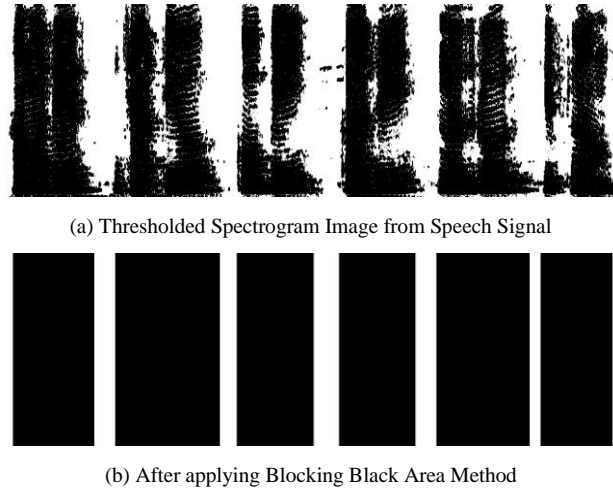 (a) Thresholded Spectrogram Image from Speech Signal
(b) After applying Blocking Black Area Method